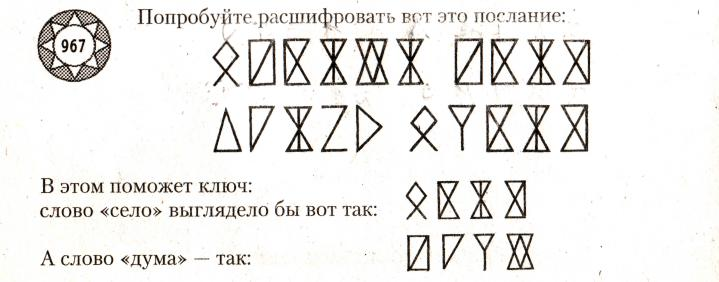 967
Попробуйте расшифровать вот это послание:
В этом поможет ключ:
слово «село» выглядело бы вот так:
А слово «дума» — так: